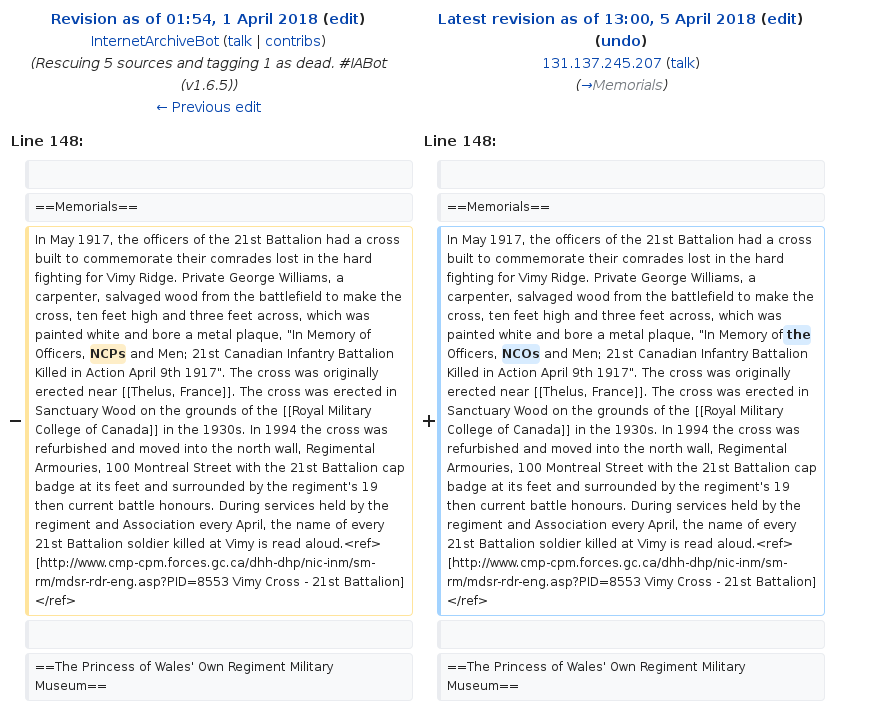 Revision as of 01:54, 1 April 2018 (edit)
InternetArchiveBot (talk | contribs)
(Rescuing 5 sources and tagging 1 as dead. #IABot
(v1.6.5))
← Previous edit
Latest revision as of 13:00, 5 April 2018 (edit)
(undo)
131.137.245.207 (talk)
(→Memorials)
Line 148:
Line 148:
==Memorials==
==Memorials==
−
In May 1917, the officers of the 21st Battalion had a cross
built to commemorate their comrades lost in the hard
fighting for Vimy Ridge. Private George Williams, a
carpenter, salvaged wood from the battlefield to make the
cross, ten feet high and three feet across, which was
painted white and bore a metal plaque, "In Memory of
Officers, NCPs and Men; 21st Canadian Infantry Battalion
Killed in Action April 9th 1917". The cross was originally
erected near [[Thelus, France]]. The cross was erected in
Sanctuary Wood on the grounds of the [[Royal Military
College of Canada]] in the 1930s. In 1994 the cross was
refurbished and moved into the north wall, Regimental
Armouries, 100 Montreal Street with the 21st Battalion cap
badge at its feet and surrounded by the regiment's 19
then current battle honours. During services held by the
regiment and Association every April, the name of every
21st Battalion soldier killed at Vimy is read aloud.<ref>
[http://www.cmp-cpm.forces.gc.ca/dhh-dhp/nic-inm/sm-
rm/mdsr-rdr-eng.asp?PID=8553 Vimy Cross - 21st Battalion]
</ref>
+
In May 1917, the officers of the 21st Battalion had a cross
built to commemorate their comrades lost in the hard
fighting for Vimy Ridge. Private George Williams, a
carpenter, salvaged wood from the battlefield to make the
cross, ten feet high and three feet across, which was
painted white and bore a metal plaque, "In Memory of the
Officers, NCOs and Men; 21st Canadian Infantry Battalion
Killed in Action April 9th 1917". The cross was originally
erected near [[Thelus, France]]. The cross was erected in
Sanctuary Wood on the grounds of the [[Royal Military
College of Canada]] in the 1930s. In 1994 the cross was
refurbished and moved into the north wall, Regimental
Armouries, 100 Montreal Street with the 21st Battalion cap
badge at its feet and surrounded by the regiment's 19
then current battle honours. During services held by the
regiment and Association every April, the name of every
21st Battalion soldier killed at Vimy is read aloud.<ref>
[http://www.cmp-cpm.forces.gc.ca/dhh-dhp/nic-inm/sm-
rm/mdsr-rdr-eng.asp?PID=8553 Vimy Cross - 21st Battalion]
</ref>
==The Princess of Wales' Own Regiment Military
Museum==
==The Princess of Wales' Own Regiment Military
Museum==